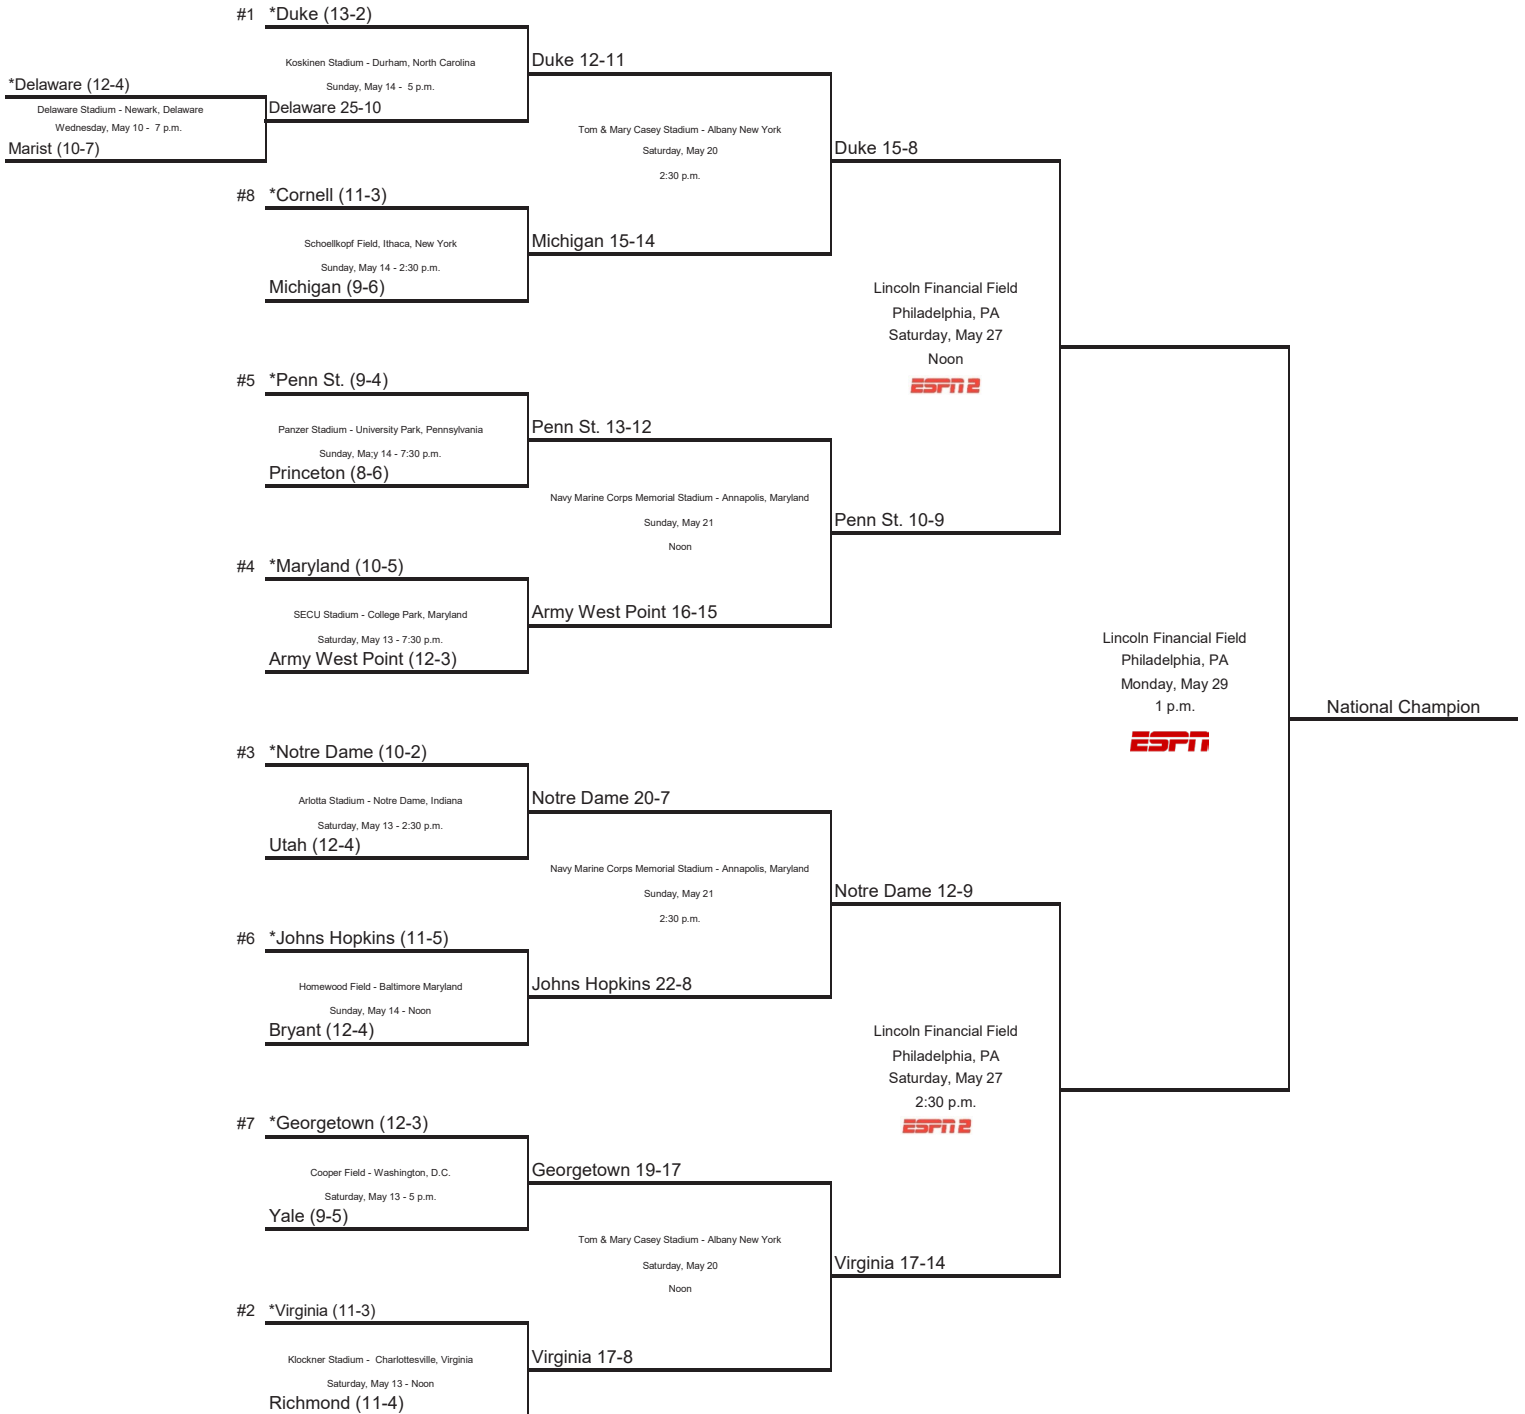 #1 *Duke (13-2)
Koskinen Stadium - Durham, North Carolina
Sunday, May 14 - 5 p.m.
*Delaware (12-4)
Delaware Stadium - Newark, Delaware
Wednesday, May 10 - 7 p.m.
Marist (10-7)
Delaware 25-10
Duke 12-11
Tom & Mary Casey Stadium - Albany New York
Saturday, May 20
2:30 p.m.
Duke 15-8
#8 *Cornell (11-3)
Schoellkopf Field, Ithaca, New York
Sunday, May 14 - 2:30 p.m.
Michigan (9-6)
Michigan 15-14
Lincoln Financial Field
Philadelphia, PA
Saturday, May 27
Noon
ESPN2
#5 *Penn St. (9-4)
Panzer Stadium - University Park, Pennsylvania
Sunday, Ma;y 14 - 7:30 p.m.
Princeton (8-6)
Penn St. 13-12
Navy Marine Corps Memorial Stadium - Annapolis, Maryland
Sunday, May 21
Noon
Penn St. 10-9
#4 *Maryland (10-5)
SECU Stadium - College Park, Maryland
Saturday, May 13 - 7:30 p.m.
Army West Point (12-3)
Army West Point 16-15
Lincoln Financial Field
Philadelphia, PA
Monday, May 29
1 p.m.
ESPN
National Champion
#3 *Notre Dame (10-2)
Arlotta Stadium - Notre Dame, Indiana
Saturday, May 13 - 2:30 p.m.
Utah (12-4)
Notre Dame 20-7
Navy Marine Corps Memorial Stadium - Annapolis, Maryland
Sunday, May 21
2:30 p.m.
Notre Dame 12-9
#6 *Johns Hopkins (11-5)
Homewood Field - Baltimore Maryland
Sunday, May 14 - Noon
Bryant (12-4)
Johns Hopkins 22-8
Lincoln Financial Field
Philadelphia, PA
Saturday, May 27
2:30 p.m.
ESPN2
#7 *Georgetown (12-3)
Cooper Field - Washington, D.C.
Saturday, May 13 - 5 p.m.
Yale (9-5)
Georgetown 19-17
Tom & Mary Casey Stadium - Albany New York
Saturday, May 20
Noon
Virginia 17-14
#2 *Virginia (11-3)
Klockner Stadium - Charlottesville, Virginia
Saturday, May 13 - Noon
Richmond (11-4)
Virginia 17-8